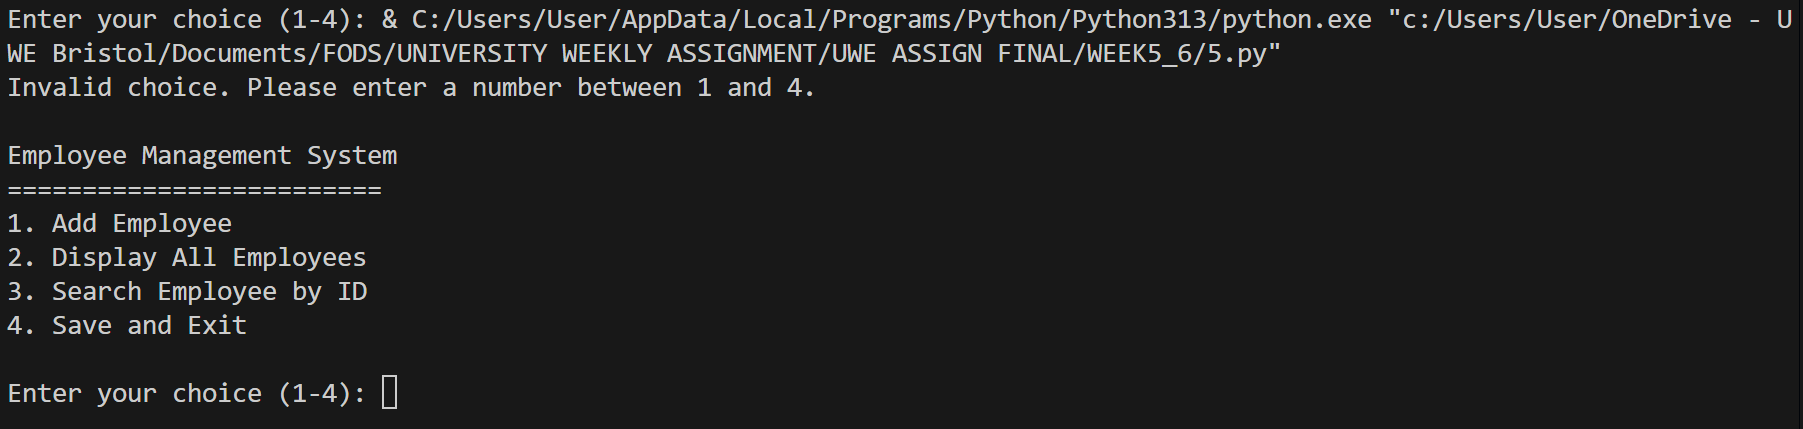 Enter your choice (1-4): & C:/Users/User/AppData/Local/Programs/Python/Python313/python.exe "c:/Users/User/OneDrive - U
WE Bristol/Documents/FODS/UNIVERSITY WEEKLY ASSIGNMENT/UWE ASSIGN FINAL/WEEK5_6/5.py"
Invalid choice. Please enter a number between 1 and 4.
Employee Management System
=========================
1. Add Employee
2. Display All Employees
3. Search Employee by ID
4. Save and Exit
Enter your choice (1-4):